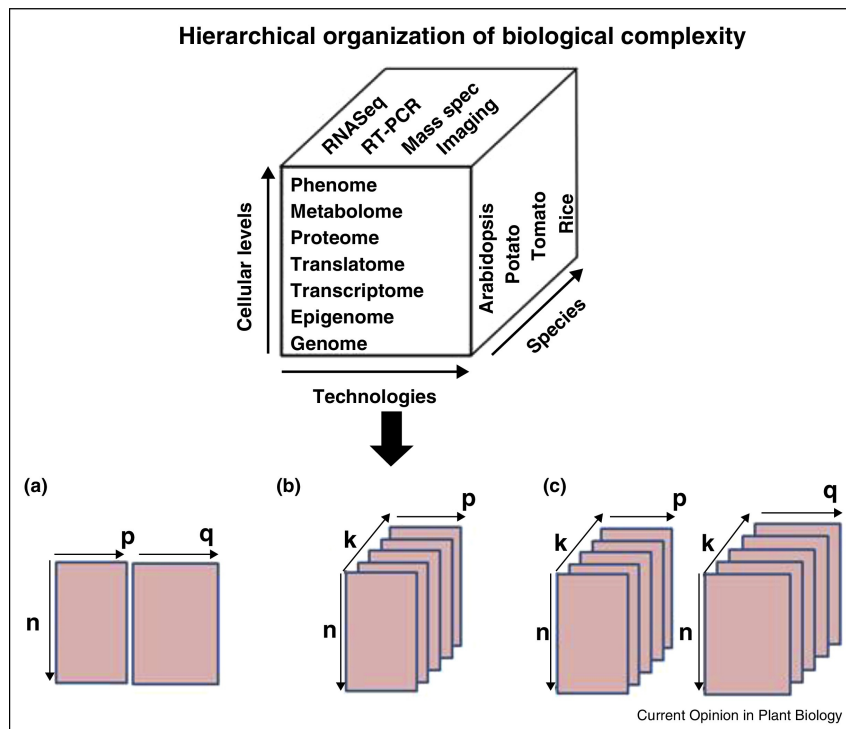 Hierarchical organization of biological complexity
RNASeq
RT-PCR
Mass spec
Imaging
Cellular levels
Phenome
Metabolome
Proteome
Translatome
Transcriptome
Epigenome
Genome
Arabidopsis
Potato
Tomato
Rice
Species
Technologies
(a)
p
q
n
(b)
p
k
n
(c)
p
k
n
q
k
n
Current Opinion in Plant Biology